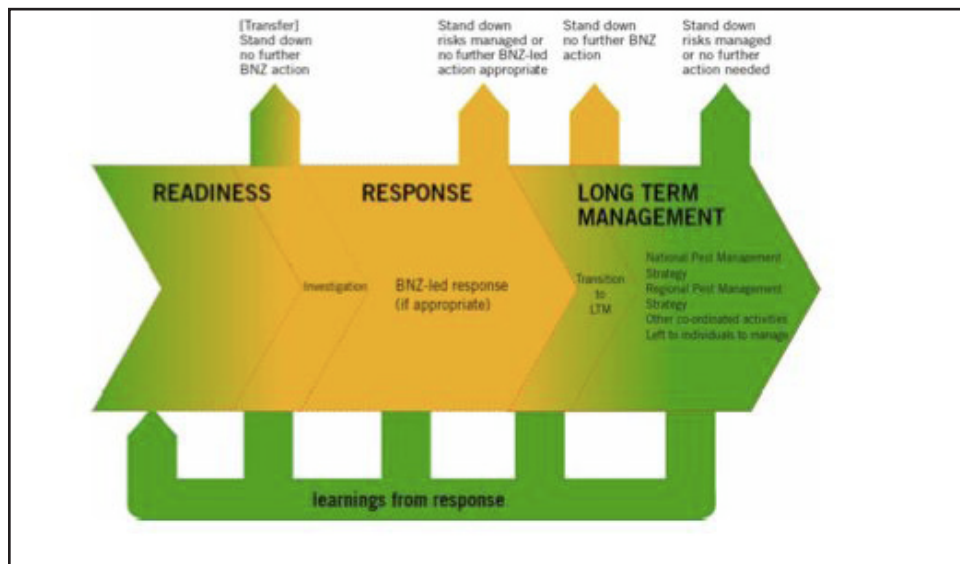 [Transfer]
Stand down
no further
BNZ action
Stand down
risks managed or
no further BNZ-led
action appropriate
Stand down
no further BNZ
action
Stand down
risks managed
or no further
action needed
READINESS
RESPONSE
LONG TERM
MANAGEMENT
Investigation
BNZ-led response
(if appropriate)
Transition
to
LTM
National Pest Management
Strategy
Regional Pest Management
Strategy
Other co-ordinated activities
Left to individuals to manage
learnings from response